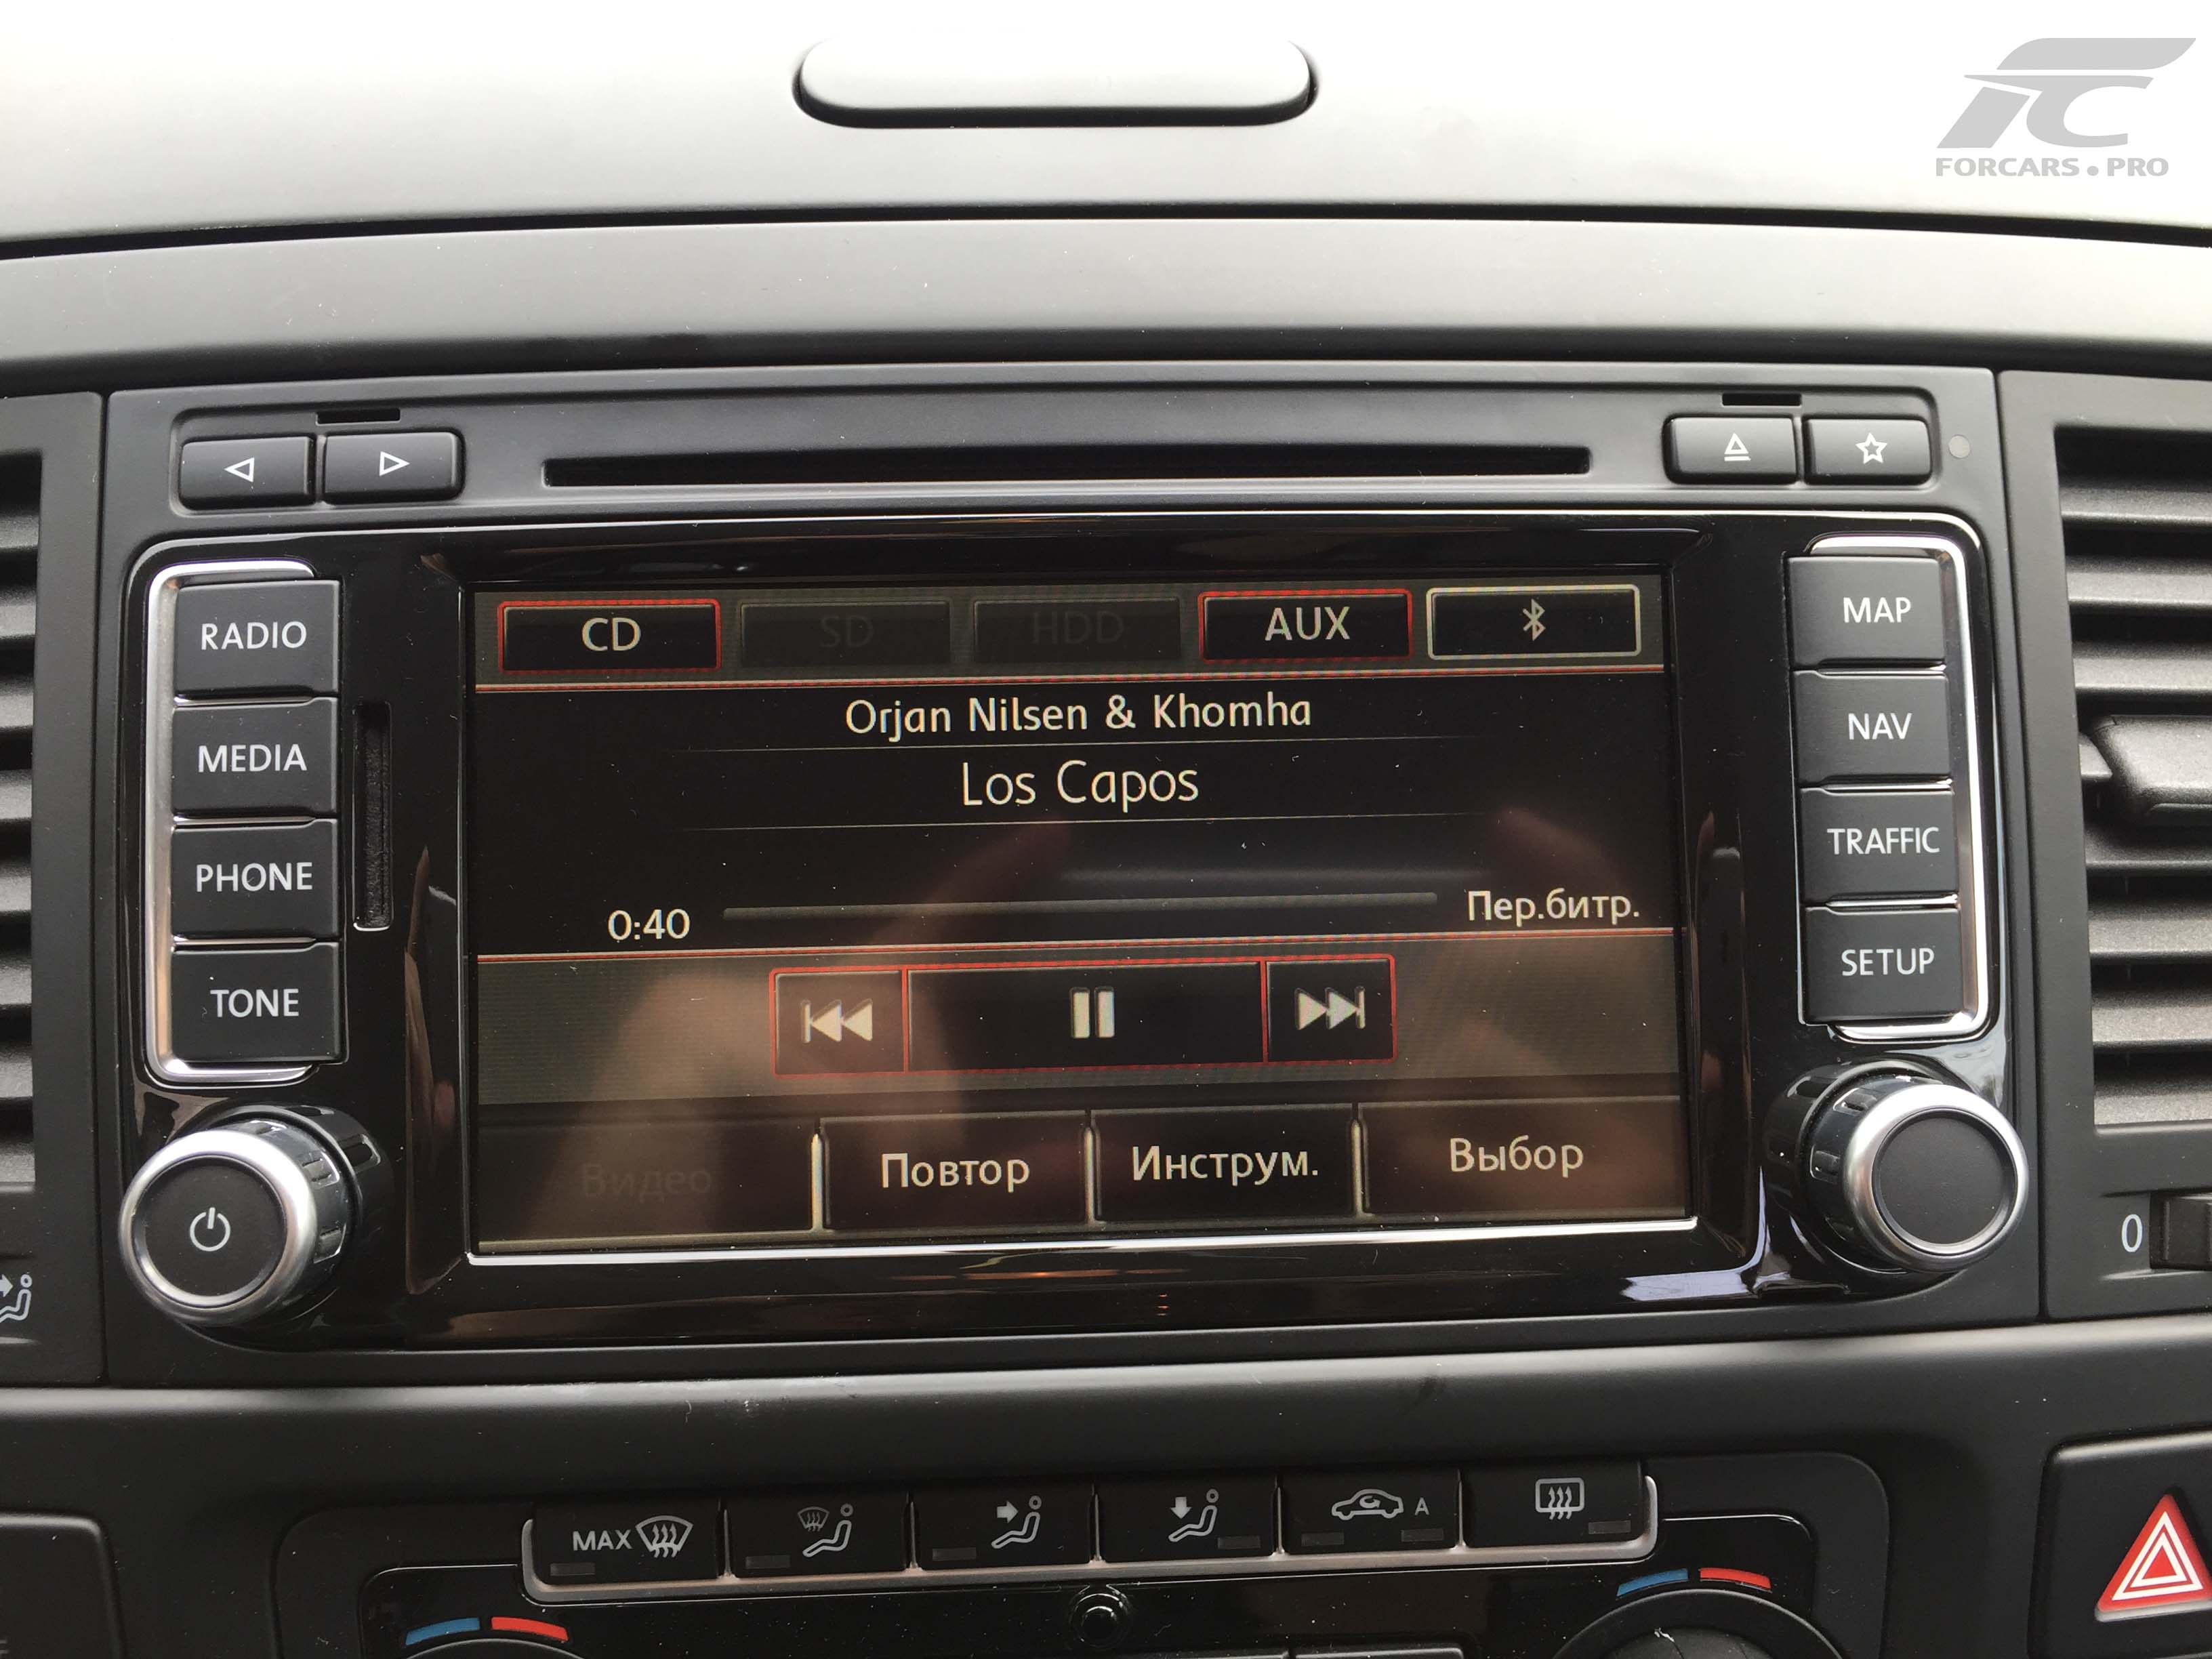 FORCARS.PRO
RADIO
MEDIA
PHONE
TONE
CD
SD
HDD
AUX
Orjan Nilsen & Khomha
Los Capos
0:40
Пер.битр.
Видео
Повтор
Инструм.
Выбор
MAP
NAV
TRAFFIC
SETUP
0
MAX
A